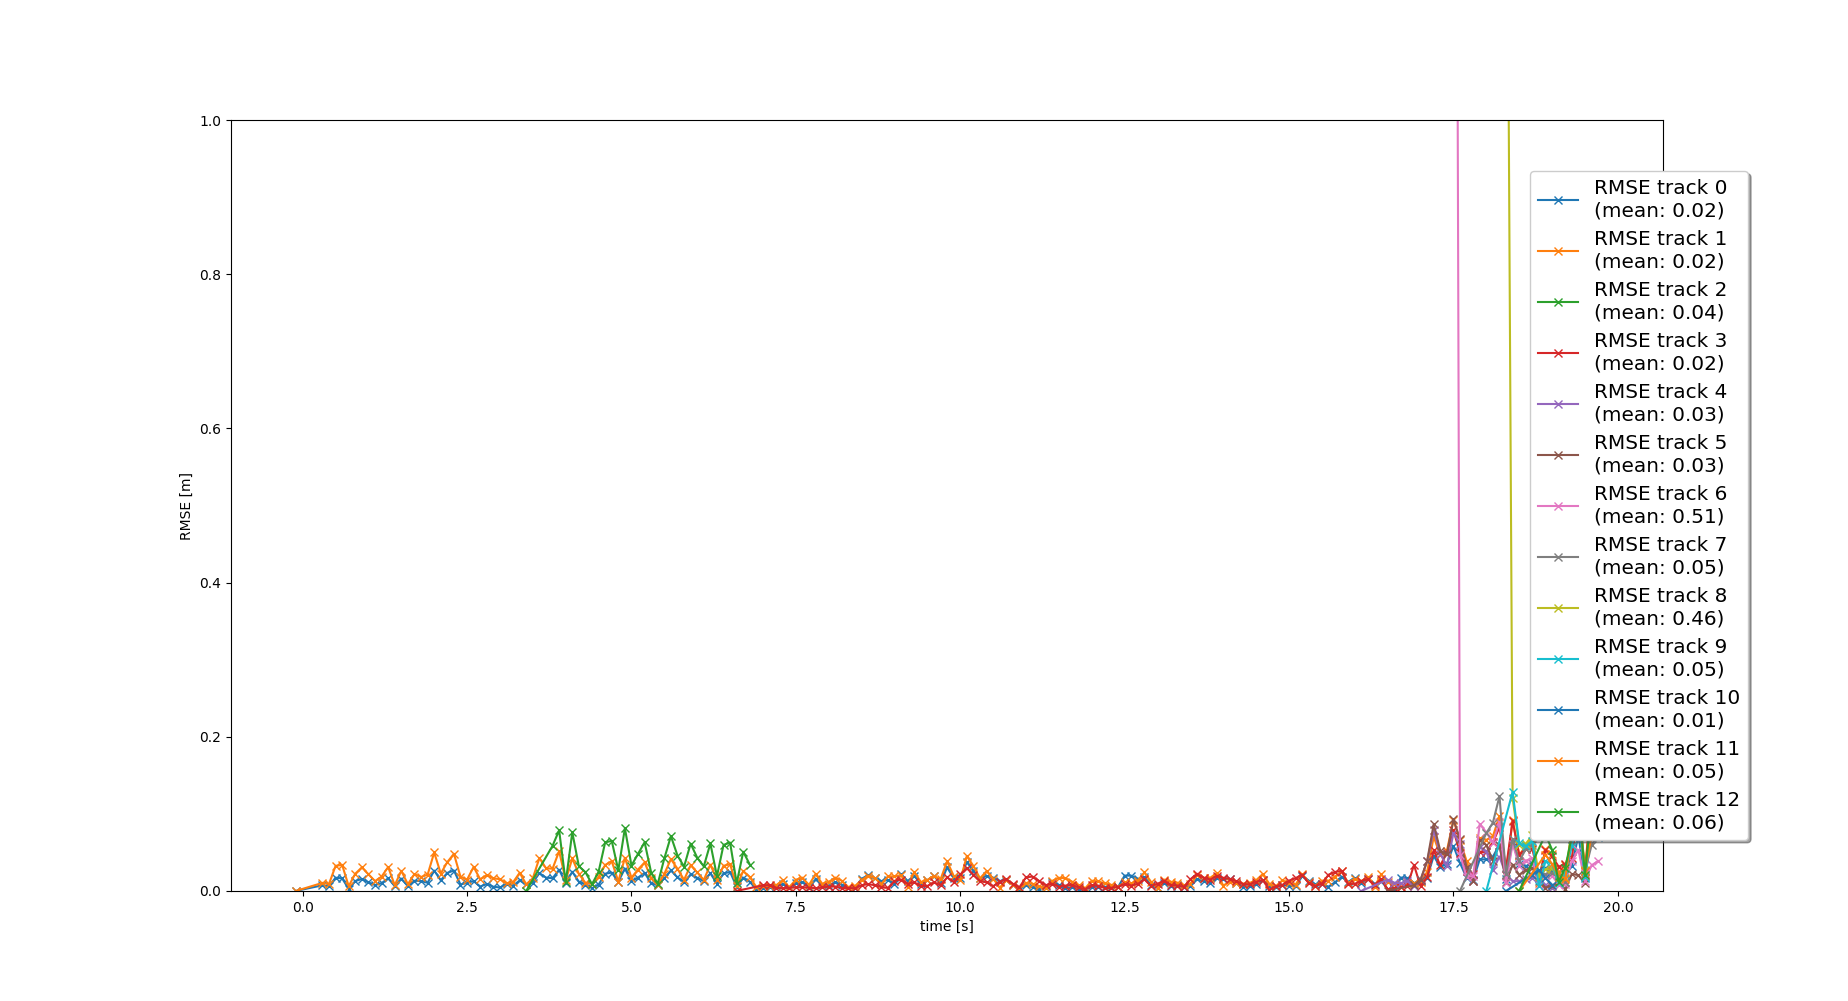 1.0
0.8
0.6
0.4
0.2
0.0
RMSE [m]
0.0 2.5 5.0 7.5 10.0 12.5 15.0 17.5 20.0
time [s]
RMSE track 0
(mean: 0.02)
RMSE track 1
(mean: 0.02)
RMSE track 2
(mean: 0.04)
RMSE track 3
(mean: 0.02)
RMSE track 4
(mean: 0.03)
RMSE track 5
(mean: 0.03)
RMSE track 6
(mean: 0.51)
RMSE track 7
(mean: 0.05)
RMSE track 8
(mean: 0.46)
RMSE track 9
(mean: 0.05)
RMSE track 10
(mean: 0.01)
RMSE track 11
(mean: 0.05)
RMSE track 12
(mean: 0.06)